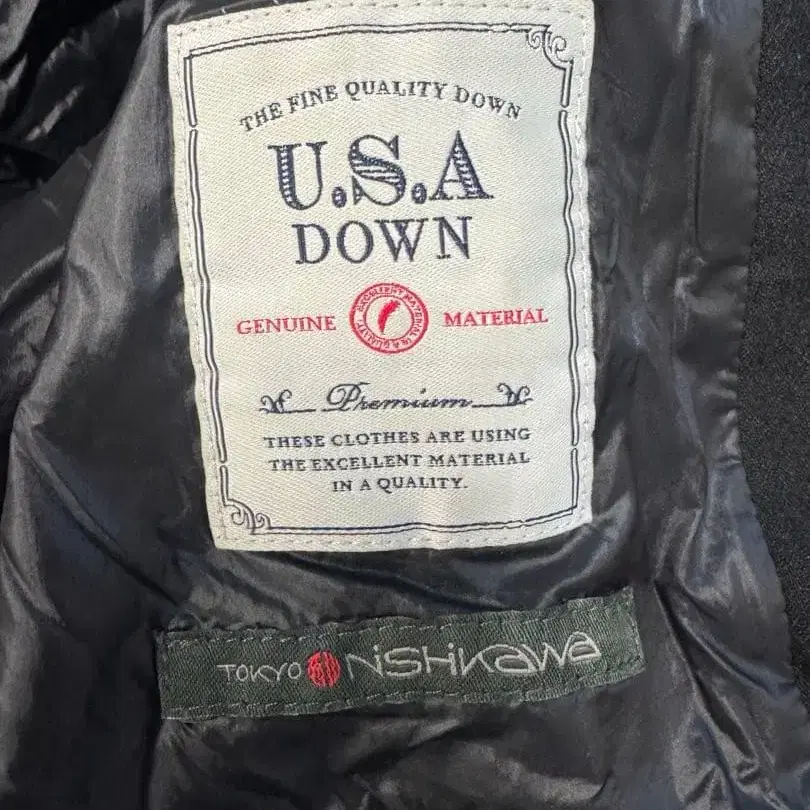 THE FINE QUALITY DOWN
U.S.A
DOWN
GENUINE MATERIAL
Premium
THESE CLOTHES ARE USING
THE EXCELLENT MATERIAL
IN A QUALITY.
TOKYO NISHIKAWA